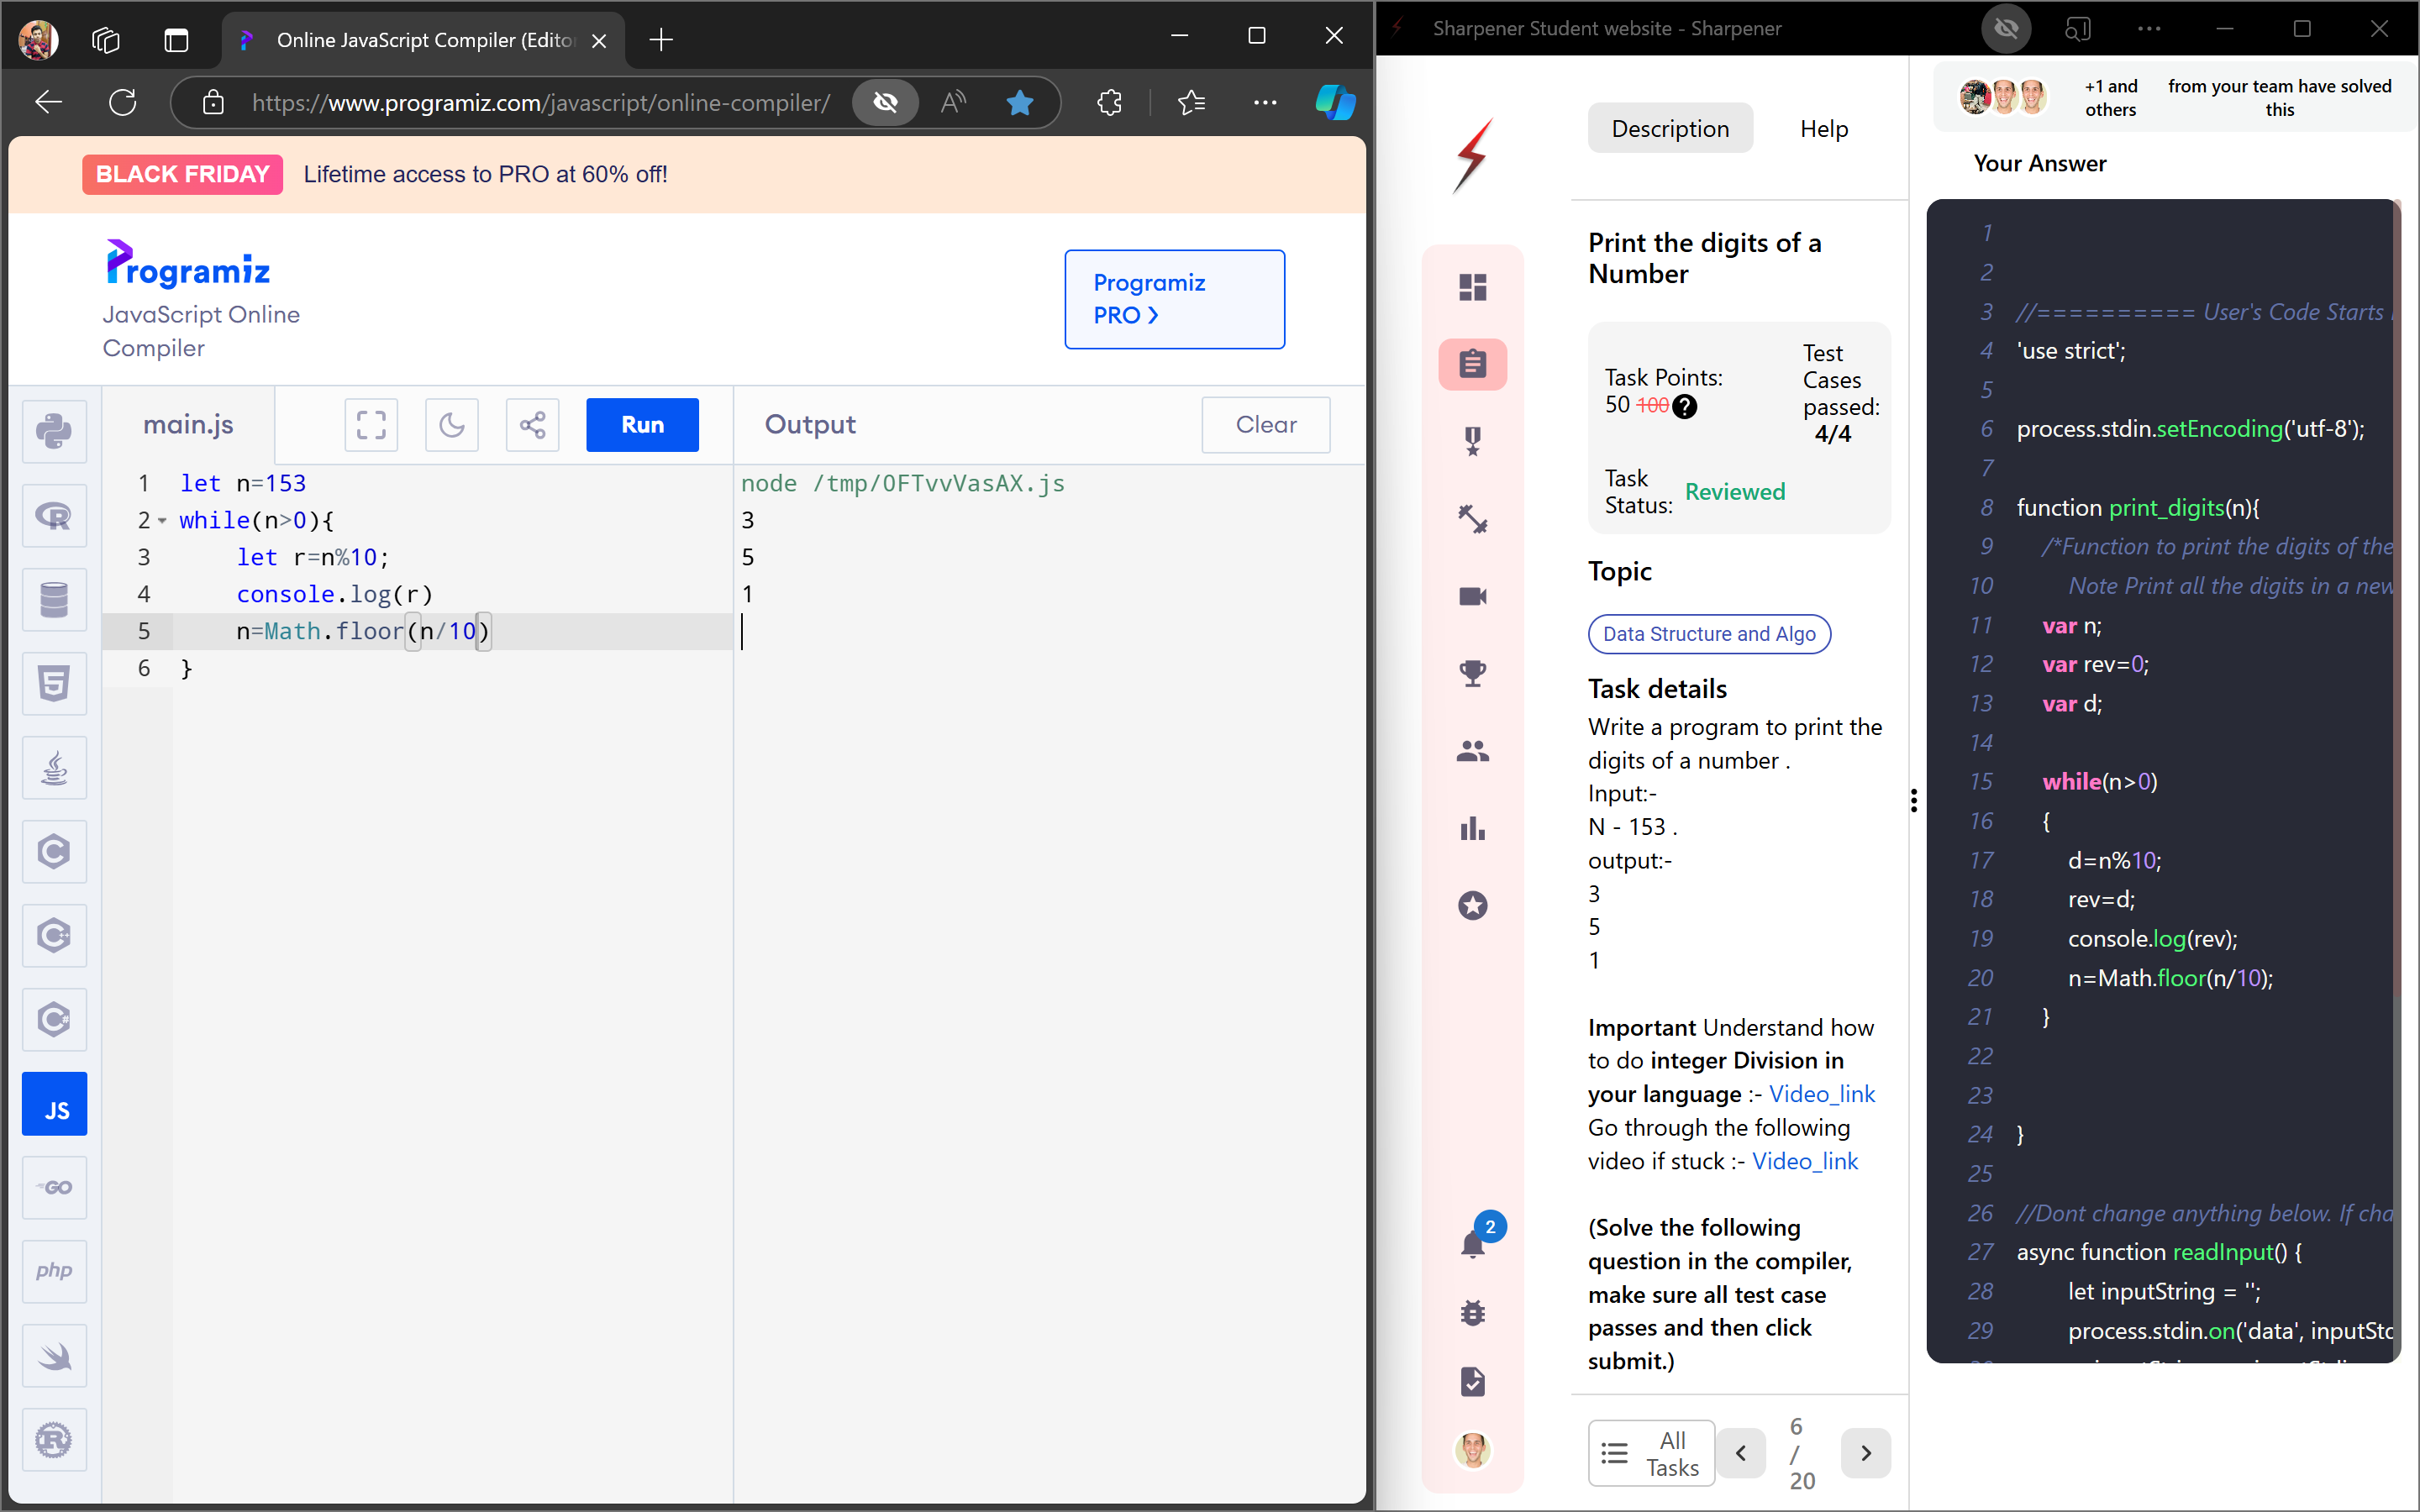 Online JavaScript Compiler (Editor
https://www.programiz.com/javascript/online-compiler/
BLACK FRIDAY Lifetime access to PRO at 60% off!
Programiz
JavaScript Online
Compiler
Programiz
PRO ❯
main.js
Run
Output
Clear
1 let n=153
2 while(n>0){
3 let r=n%10;
4 console.log(r)
5 n=Math.floor(n/10)
6 }
node /tmp/0FTvvVasAX.js
3
5
1
JS
GO
php
Sharpener Student website - Sharpener
Description
Help
Print the digits of a
Number
Task Points:
50 100
Test
Cases
passed:
4/4
Task
Status: Reviewed
Topic
Data Structure and Algo
Task details
Write a program to print the
digits of a number .
Input:-
N - 153 .
output:-
3
5
1
Important Understand how
to do integer Division in
your language :- Video_link
Go through the following
video if stuck :- Video_link
(Solve the following
question in the compiler,
make sure all test case
passes and then click
submit.)
2
All
Tasks
6
/
20
+1 and
others
from your team have solved
this
Your Answer
1
2
3 //========== User's Code Starts
4 'use strict';
5
6 process.stdin.setEncoding('utf-8');
7
8 function print_digits(n){
9 /*Function to print the digits of the
10 Note Print all the digits in a new
11 var n;
12 var rev=0;
13 var d;
14
15 while(n>0)
16 {
17 d=n%10;
18 rev=d;
19 console.log(rev);
20 n=Math.floor(n/10);
21 }
22
23
24 }
25
26 //Dont change anything below. If cha
27 async function readInput() {
28 let inputString = '';
29 process.stdin.on('data', inputStd